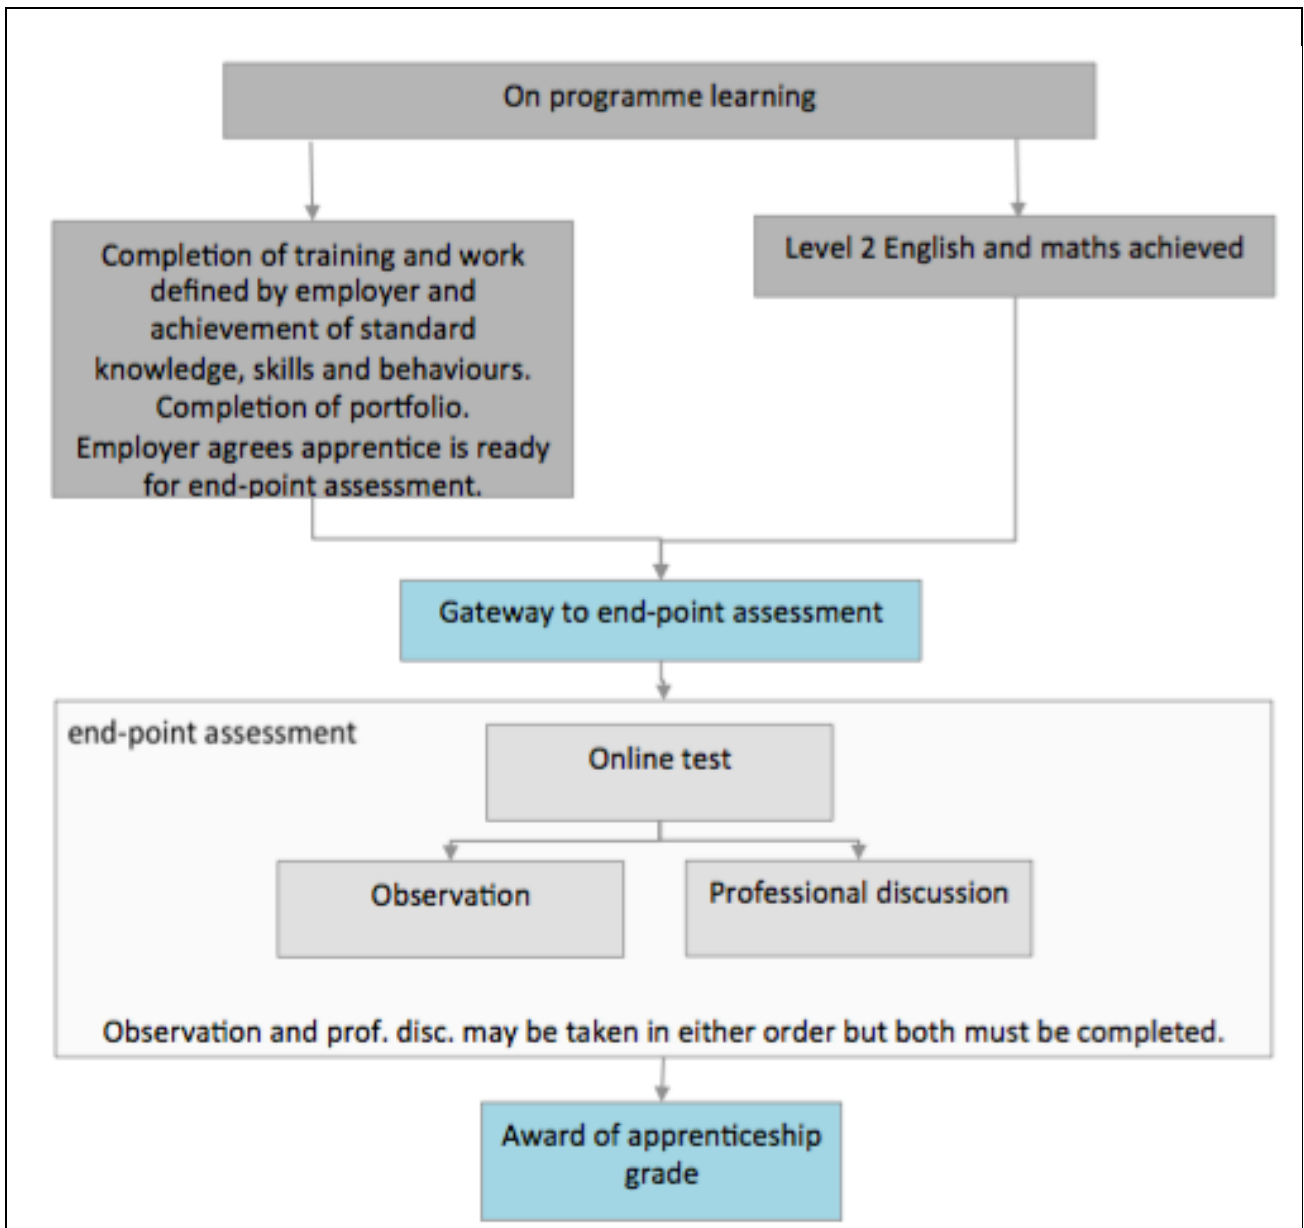 On programme learning
Completion of training and work
defined by employer and
achievement of standard
knowledge, skills and behaviours.
Completion of portfolio.
Employer agrees apprentice is ready
for end-point assessment.
Level 2 English and maths achieved
Gateway to end-point assessment
end-point assessment
Online test
Observation
Professional discussion
Observation and prof. disc. may be taken in either order but both must be completed.
Award of apprenticeship
grade